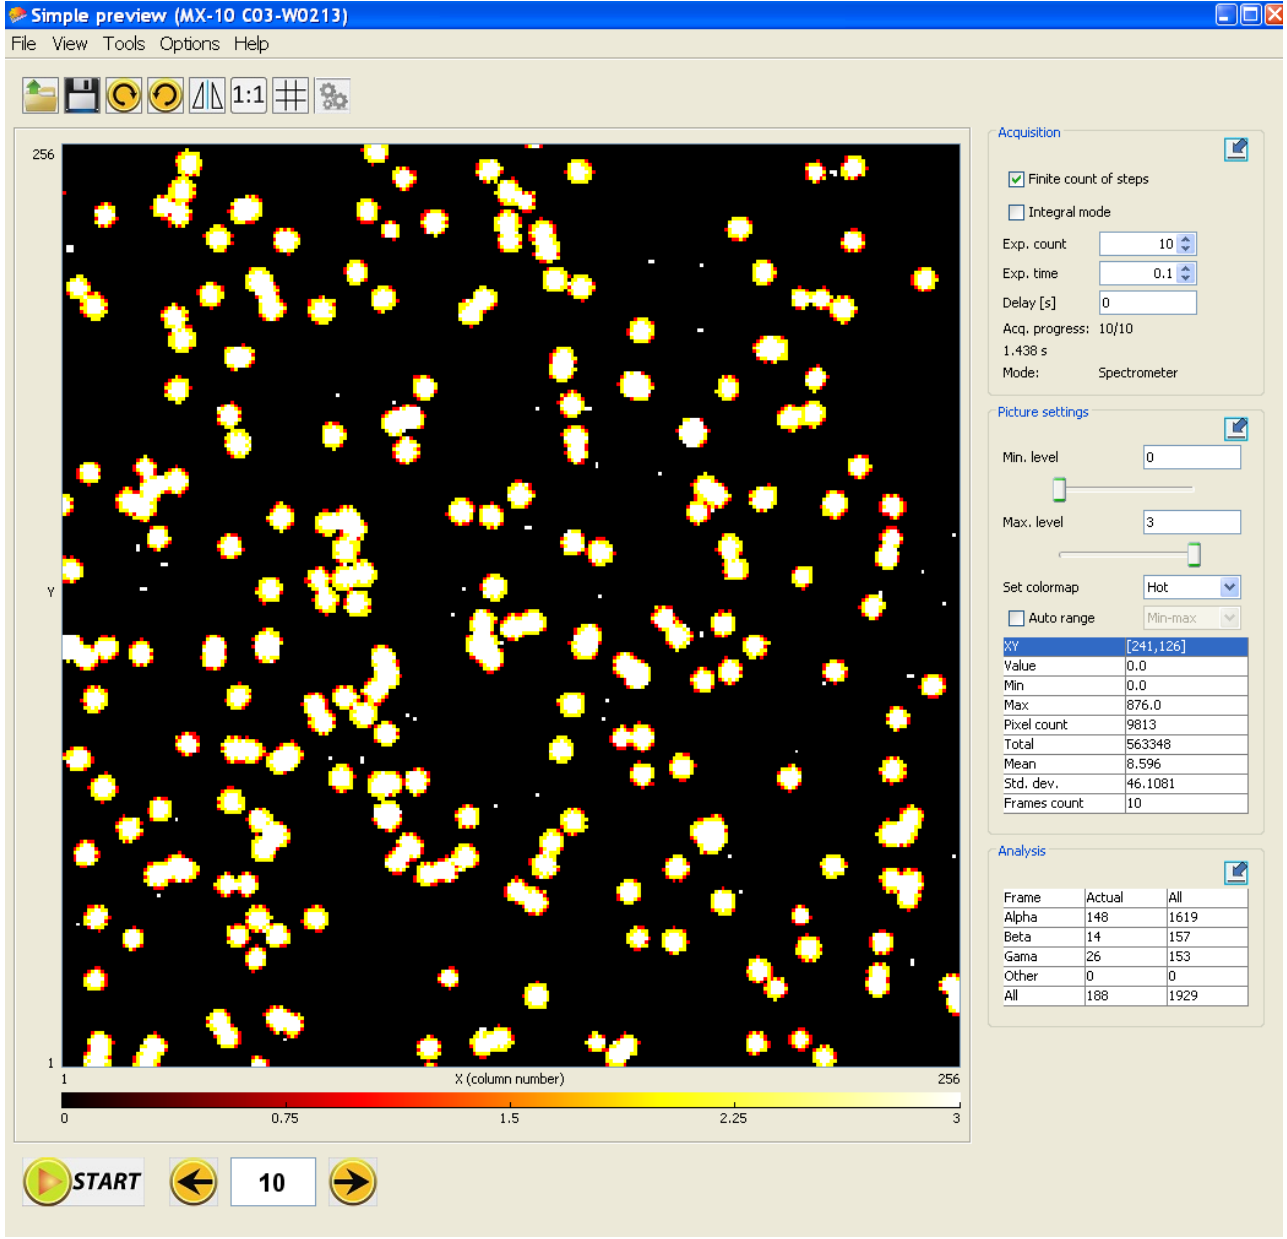 Simple preview (MX-10 C03-W0213)
File View Tools Options Help
1:1
256
Y
1
1 X (column number) 256
0 0.75 1.5 2.25 3
START 10
Acquisition
Finite count of steps
Integral mode
Exp. count 10
Exp. time 0.1
Delay [s] 0
Acq. progress: 10/10
1.438 s
Mode: Spectrometer
Picture settings
Min. level 0
Max. level 3
Set colormap Hot
Auto range Min-max
XY [241,126]
Value 0.0
Min 0.0
Max 876.0
Pixel count 9813
Total 563348
Mean 8.596
Std. dev. 46.1081
Frames count 10
Analysis
Frame Actual All
Alpha 148 1619
Beta 14 157
Gama 26 153
Other 0 0
All 188 1929